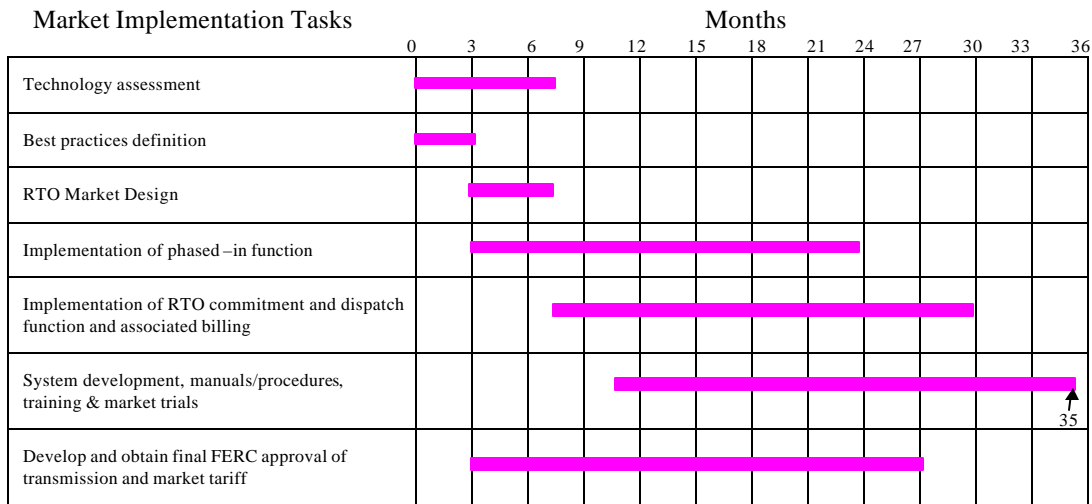 Market Implementation Tasks
Months
0 3 6 9 12 15 18 21 24 27 30 33 36
Technology assessment
Best practices definition
RTO Market Design
Implementation of phased–in function
Implementation of RTO commitment and dispatch
function and associated billing
System development, manuals/procedures,
training & market trials
35
Develop and obtain final FERC approval of
transmission and market tariff